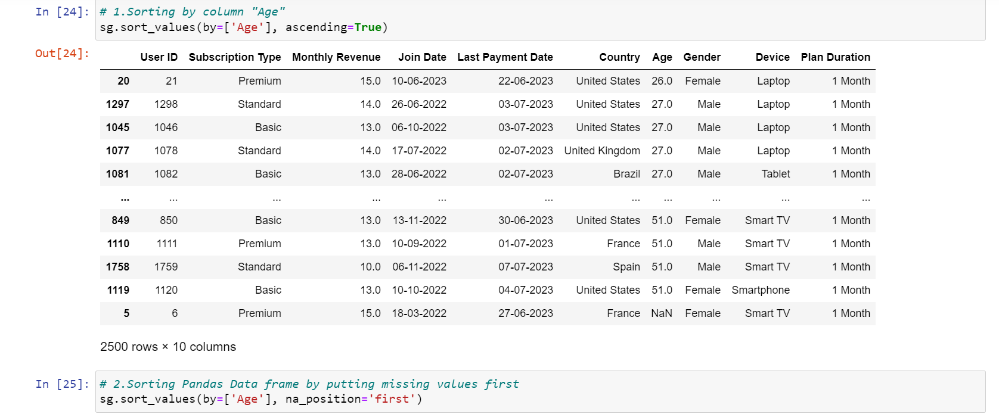 In [24]: # 1.Sorting by column "Age"
sg.sort_values(by=['Age'], ascending=True)
Out[24]:
User ID Subscription Type Monthly Revenue Join Date Last Payment Date Country Age Gender Device Plan Duration
20 21 Premium 15.0 10-06-2023 22-06-2023 United States 26.0 Female Laptop 1 Month
1297 1298 Standard 14.0 26-06-2022 03-07-2023 United States 27.0 Male Laptop 1 Month
1045 1046 Basic 13.0 06-10-2022 03-07-2023 United States 27.0 Male Laptop 1 Month
1077 1078 Standard 14.0 17-07-2022 02-07-2023 United Kingdom 27.0 Male Laptop 1 Month
1081 1082 Basic 13.0 28-06-2022 02-07-2023 Brazil 27.0 Male Tablet 1 Month
... ... ... ... ... ... ... ... ... ... ...
849 850 Basic 13.0 13-11-2022 30-06-2023 United States 51.0 Female Smart TV 1 Month
1110 1111 Premium 13.0 10-09-2022 01-07-2023 France 51.0 Male Smart TV 1 Month
1758 1759 Standard 10.0 06-11-2022 07-07-2023 Spain 51.0 Male Smart TV 1 Month
1119 1120 Basic 13.0 10-10-2022 04-07-2023 United States 51.0 Female Smartphone 1 Month
5 6 Premium 15.0 18-03-2022 27-06-2023 France NaN Female Smart TV 1 Month
2500 rows × 10 columns
In [25]: # 2.Sorting Pandas Data frame by putting missing values first
sg.sort_values(by=['Age'], na_position='first')